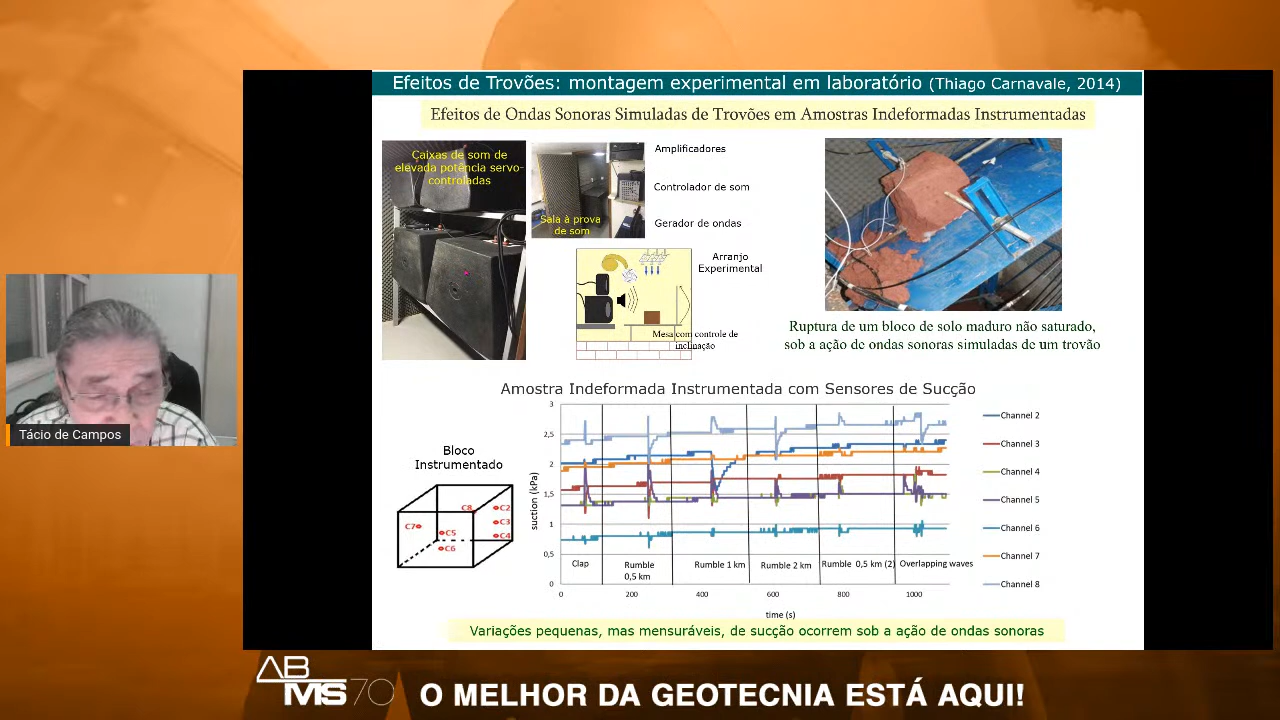 Efeitos de Trovões: montagem experimental em laboratório (Thiago Carnavale, 2014)
Efeitos de Ondas Sonoras Simuladas de Trovões em Amostras Indeformadas Instrumentadas
Caixas de som de
elevada potência servo-
controladas
Sala à prova
de som
Amplificadores
Controlador de som
Gerador de ondas
Arranjo
Experimental
Mesa com controle de
inclinação
Ruptura de um bloco de solo maduro não saturado,
sob a ação de ondas sonoras simuladas de um trovão
Tácio de Campos
Amostra Indeformada Instrumentada com Sensores de Sucção
Bloco
Instrumentado
C8
C2
C3
C4
C7
C5
C6
suction (kPa)
3
2,5
2
1,5
1
0,5
0
Clap
Rumble
0,5 km
Rumble 1 km
Rumble 2 km
Rumble 0,5 km (2)
Overlapping waves
0
200
400
600
800
1000
time (s)
Channel 2
Channel 3
Channel 4
Channel 5
Channel 6
Channel 7
Channel 8
Variações pequenas, mas mensuráveis, de sucção ocorrem sob a ação de ondas sonoras
ABMS 70
O MELHOR DA GEOTECNIA ESTÁ AQUI!